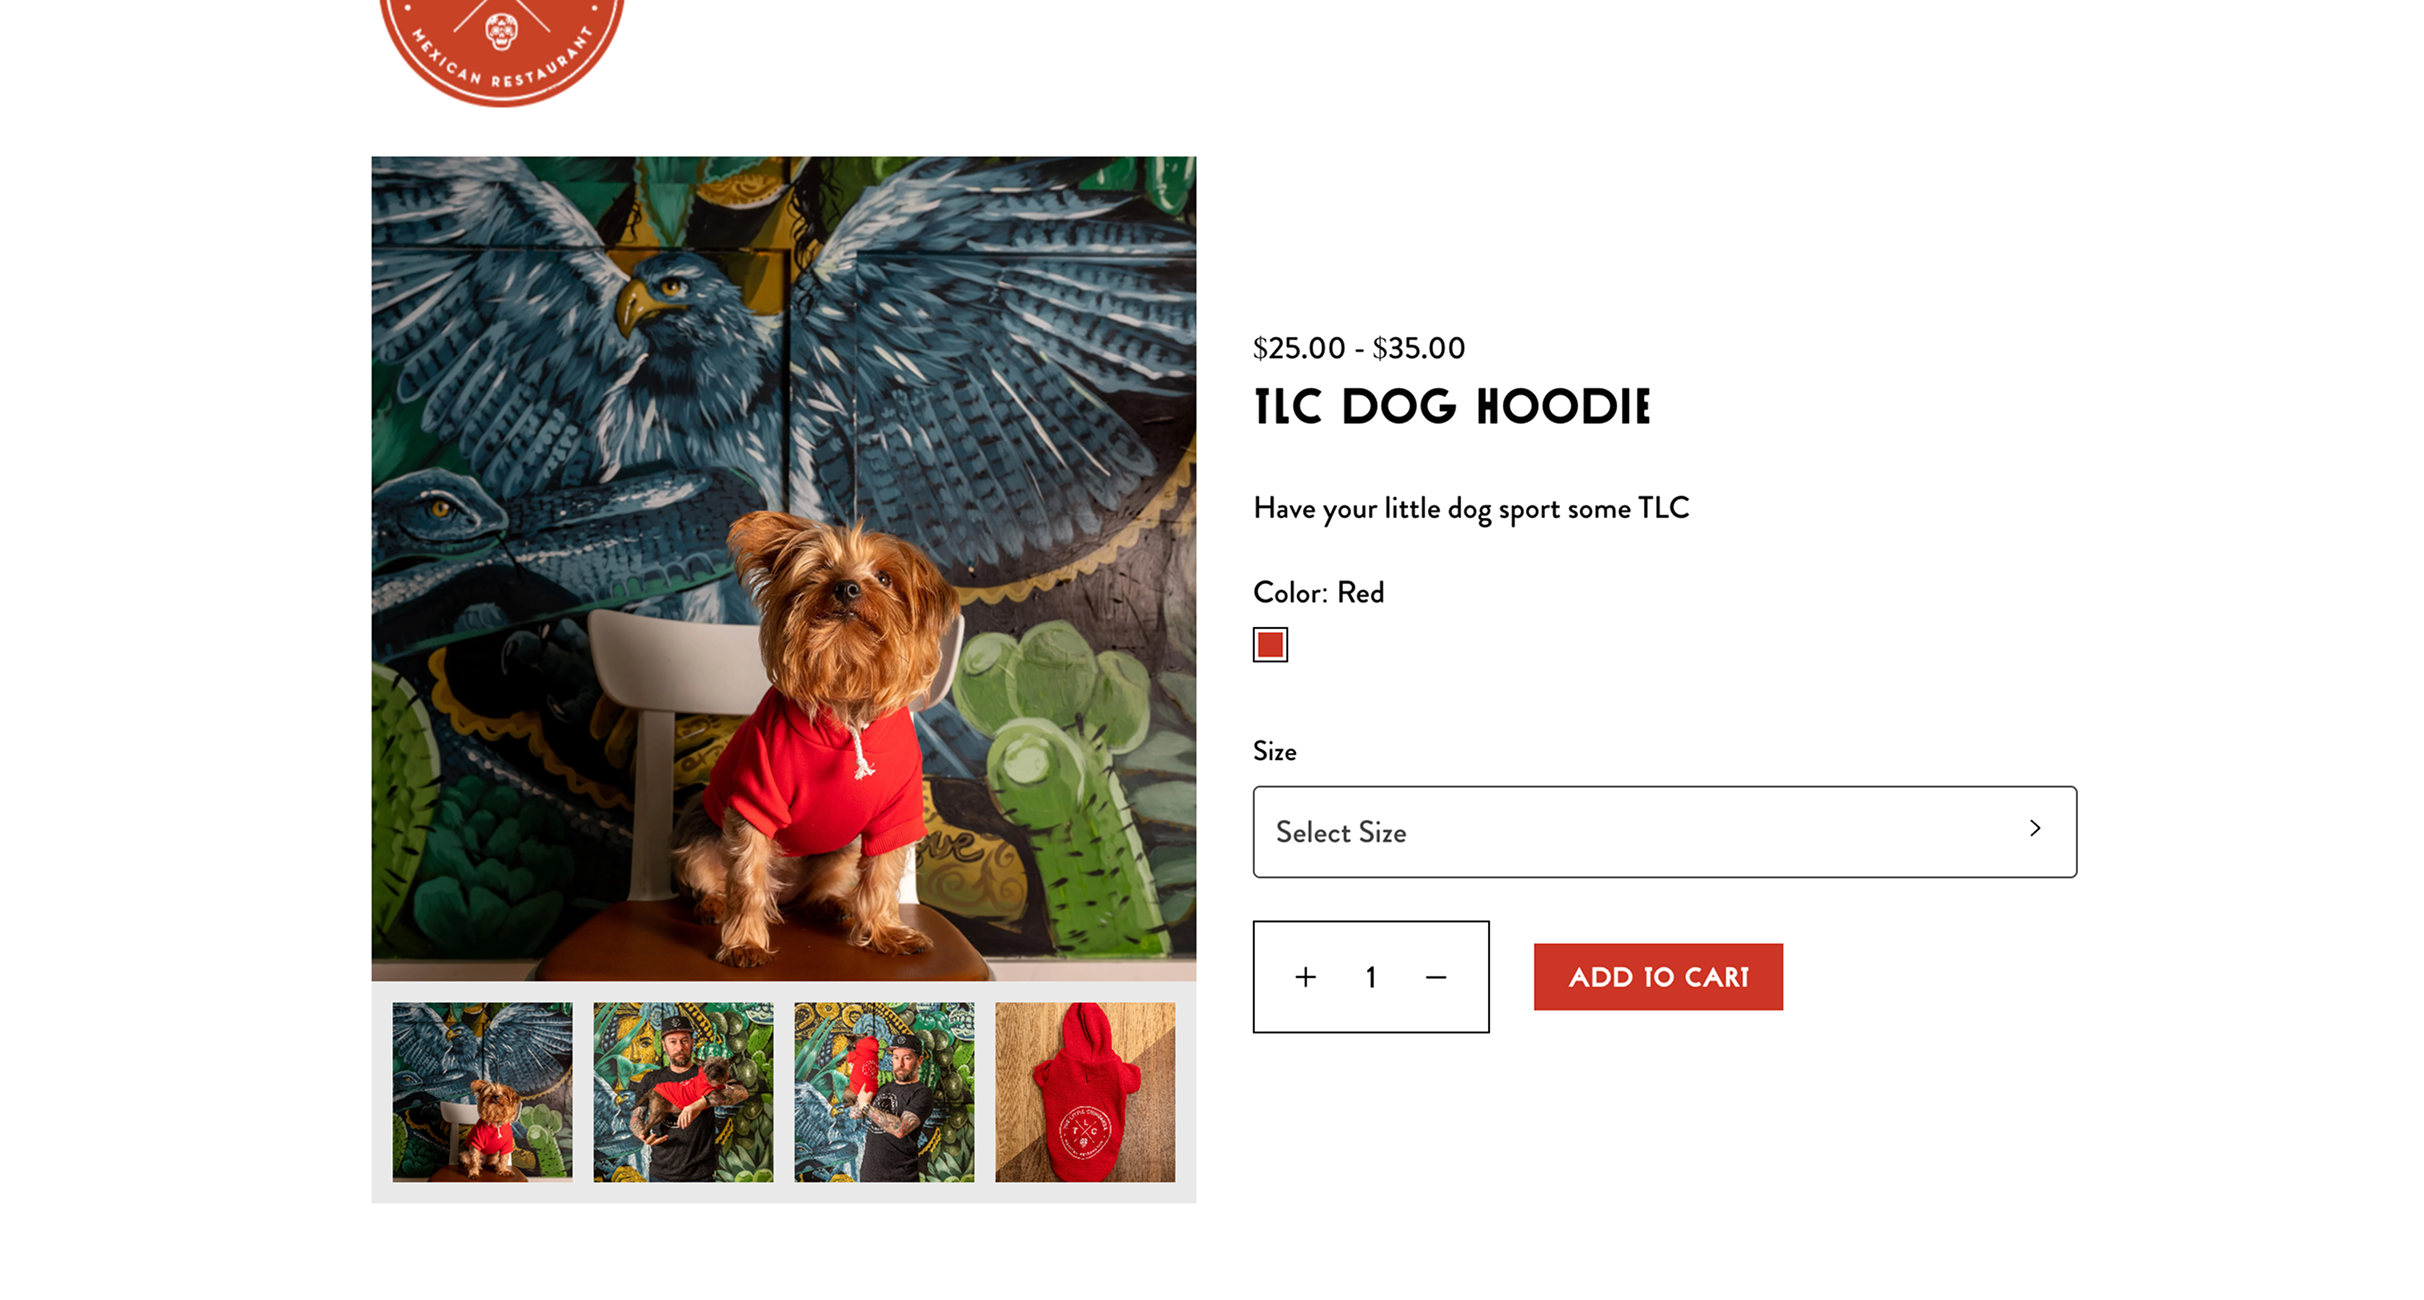 MEXICAN RESTAURANT
$25.00 - $35.00
TLC DOG HOODIE
Have your little dog sport some TLC
Color: Red
Size
Select Size
+ 1 −
ADD TO CART
T L C